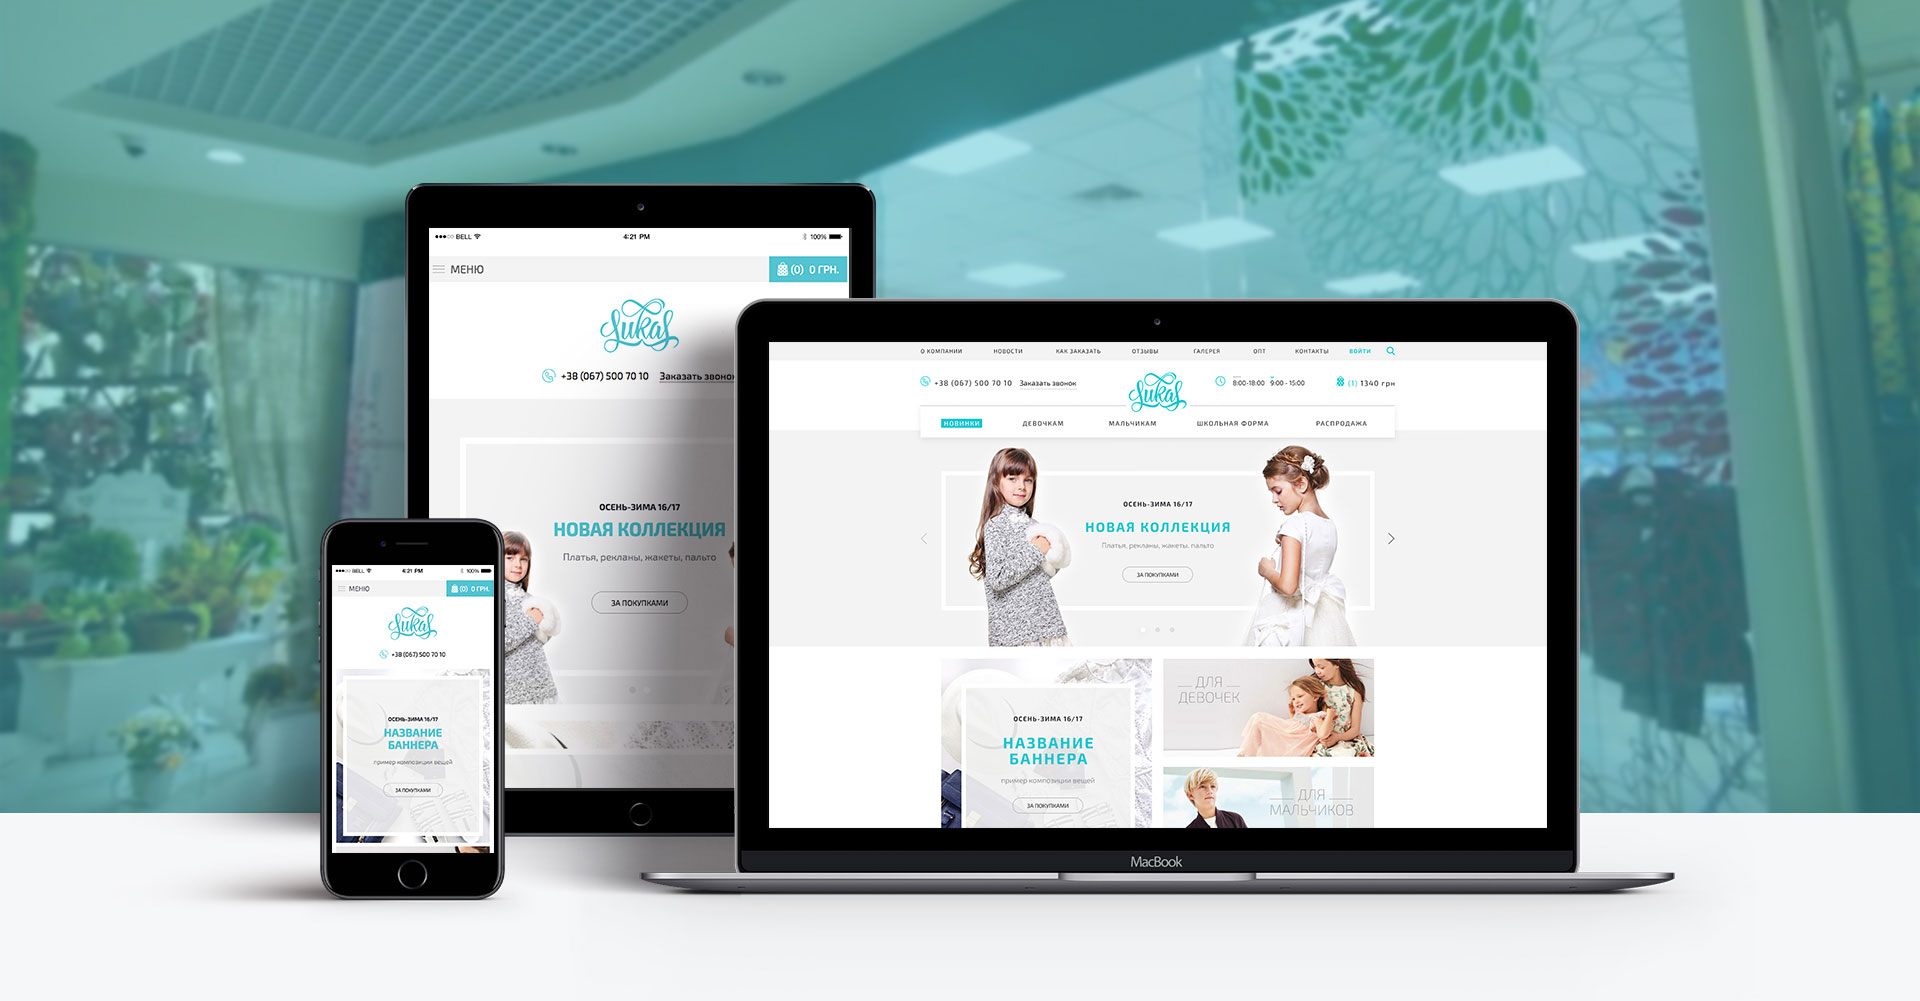 ●●●○○ BELL
4:21 PM
100%
МЕНЮ
(0) 0 ГРН.
Lukas
+38 (067) 500 70 10 Заказать звонок
ОСЕНЬ-ЗИМА 16/17
НОВАЯ КОЛЛЕКЦИЯ
Платья, рекланы, жакеты, пальто
ЗА ПОКУПКАМИ
●●●○○ BELL
4:21 PM
100%
МЕНЮ
(0) 0 ГРН.
Lukas
+38 (067) 500 70 10
ОСЕНЬ-ЗИМА 16/17
НАЗВАНИЕ
БАННЕРА
пример композиции вещей
ЗА ПОКУПКАМИ
О КОМПАНИИ НОВОСТИ КАК ЗАКАЗАТЬ ОТЗЫВЫ ГАЛЕРЕЯ ОПТ КОНТАКТЫ ВОЙТИ
+38 (067) 500 70 10 Заказать звонок
Lukas
8:00-18:00 9:00 - 15:00
(1) 1340 грн
НОВИНКИ ДЕВОЧКАМ МАЛЬЧИКАМ ШКОЛЬНАЯ ФОРМА РАСПРОДАЖА
ОСЕНЬ-ЗИМА 16/17
НОВАЯ КОЛЛЕКЦИЯ
Платья, рекланы, жакеты, пальто
ЗА ПОКУПКАМИ
ОСЕНЬ-ЗИМА 16/17
НАЗВАНИЕ
БАННЕРА
пример композиции вещей
ЗА ПОКУПКАМИ
ДЛЯ
ДЕВОЧЕК
ДЛЯ
МАЛЬЧИКОВ
MacBook